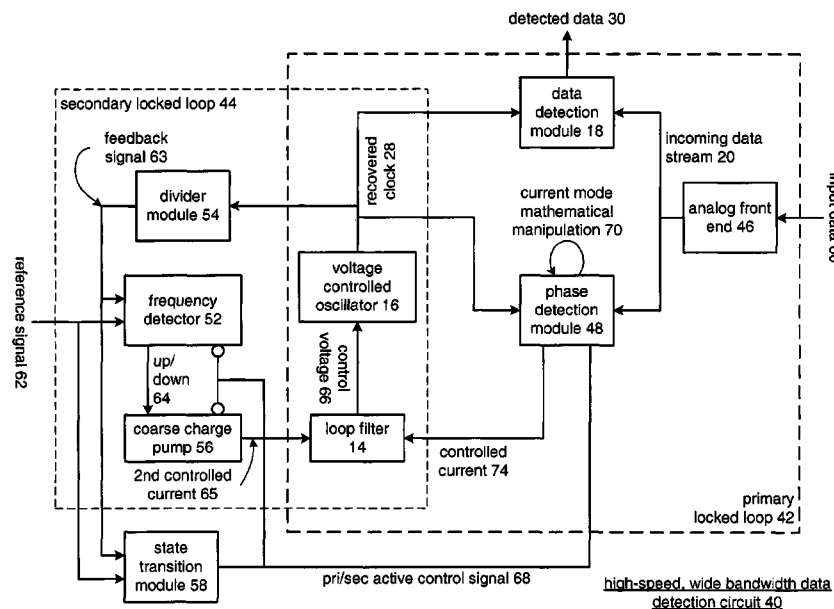 detected data 30
secondary locked loop 44
data
detection
module 18
feedback
signal 63
recovered
clock 28
incoming data
stream 20
divider
module 54
current mode
mathematical
manipulation 70
analog front
end 46
input data
reference signal 62
frequency
detector 52
voltage
controlled
oscillator 16
phase
detection
module 48
up/
down
64
control
voltage 66
coarse charge
pump 56
loop filter
14
2nd controlled
current 65
controlled
current 74
primary
locked loop 42
state
transition
module 58
pri/sec active control signal 68
high-speed, wide bandwidth data
detection circuit 40